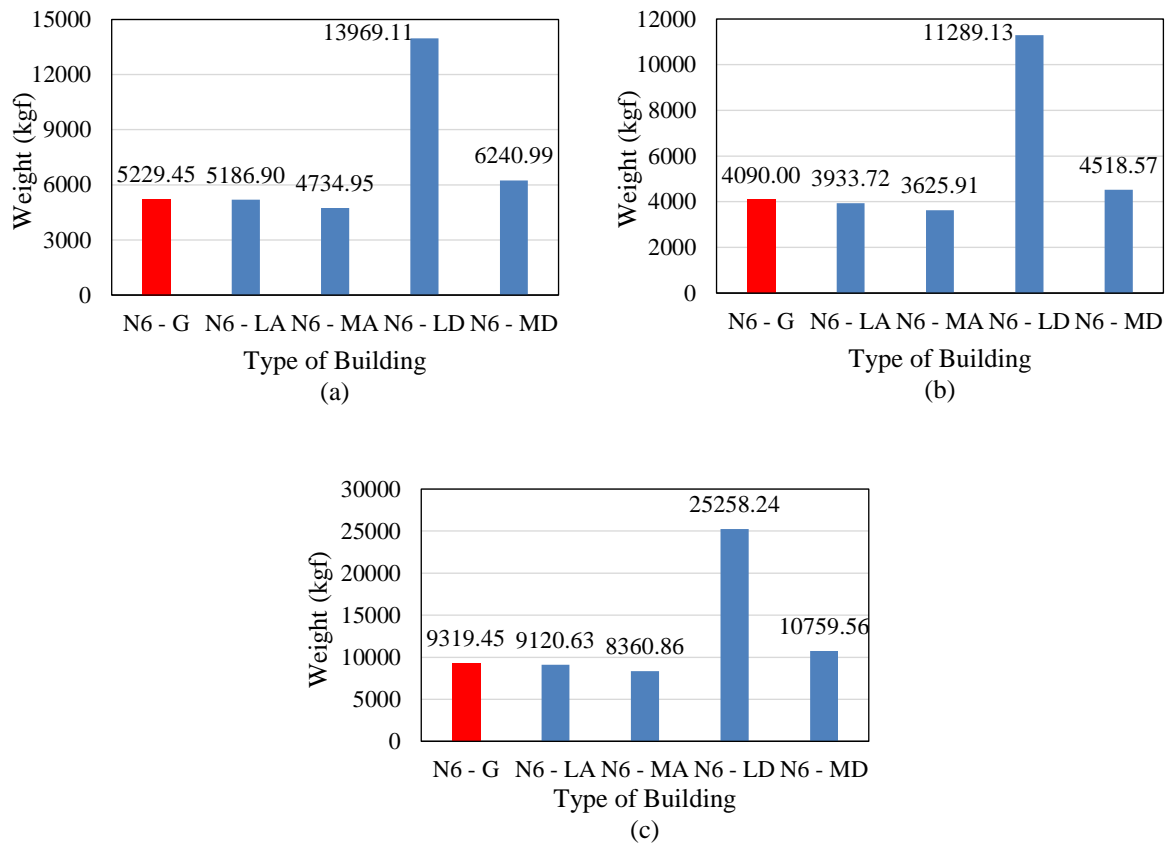 15000
12000
9000
6000
3000
0
Weight (kgf)
5229.45
5186.90
4734.95
13969.11
6240.99
N6 - G N6 - LA N6 - MA N6 - LD N6 - MD
Type of Building
(a)
12000
10000
8000
6000
4000
2000
0
Weight (kgf)
4090.00
3933.72
3625.91
11289.13
4518.57
N6 - G N6 - LA N6 - MA N6 - LD N6 - MD
Type of Building
(b)
30000
25000
20000
15000
10000
5000
0
Weight (kgf)
9319.45
9120.63
8360.86
25258.24
10759.56
N6 - G N6 - LA N6 - MA N6 - LD N6 - MD
Type of Building
(c)